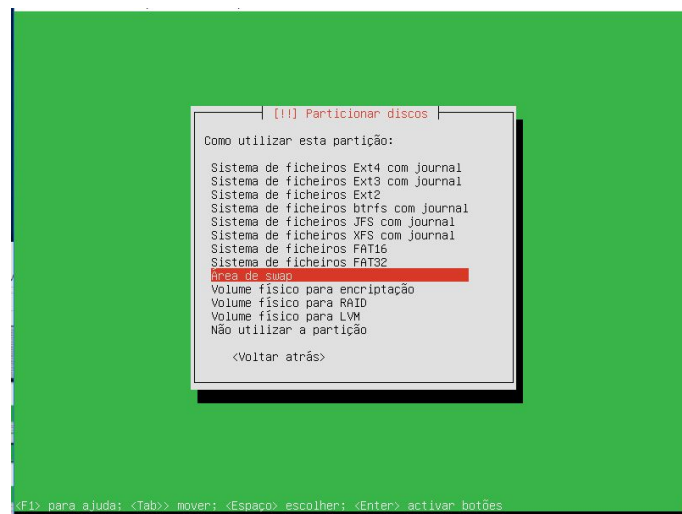 [!!] Particionar discos
Como utilizar esta partição:
Sistema de ficheiros Ext4 com journal
Sistema de ficheiros Ext3 com journal
Sistema de ficheiros Ext2
Sistema de ficheiros btrfs com journal
Sistema de ficheiros JFS com journal
Sistema de ficheiros XFS com journal
Sistema de ficheiros FAT16
Sistema de ficheiros FAT32
Área de swap
Volume físico para encriptação
Volume físico para RAID
Volume físico para LVM
Não utilizar a partição
<Voltar atrás>
<F1> para ajuda; <Tab>> mover; <Espaço> escolher; <Enter> activar botões